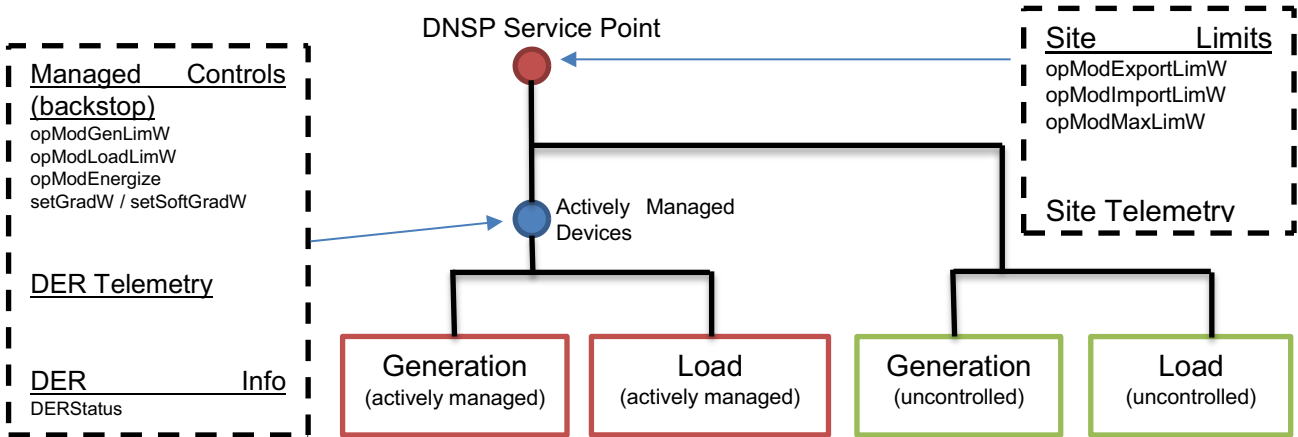 DNSP Service Point
Managed Controls
(backstop)
opModGenLimW
opModLoadLimW
opModEnergize
setGradW / setSoftGradW
DER Telemetry
DER Info
DERStatus
Site Limits
opModExportLimW
opModImportLimW
opModMaxLimW
Site Telemetry
Actively Managed
Devices
Generation
(actively managed)
Load
(actively managed)
Generation
(uncontrolled)
Load
(uncontrolled)